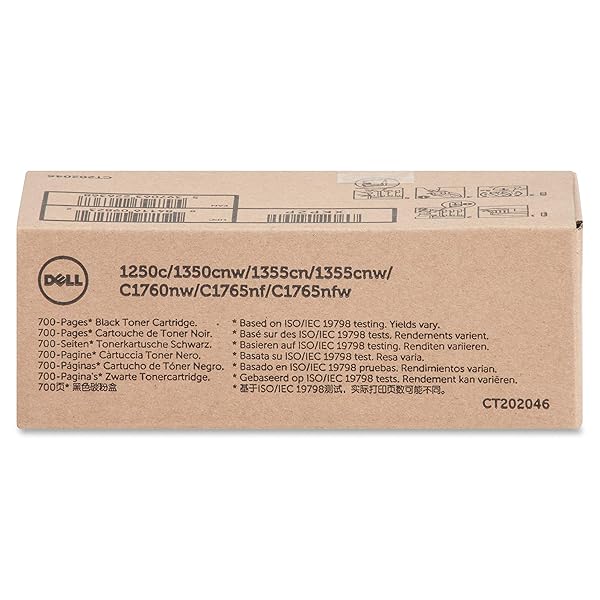 CT202046
EAN
DELL
1250c/1350cnw/1355cn/1355cnw/
C1760nw/C1765nf/C1765nfw
700-Pages* Black Toner Cartridge.
700-Pages* Cartouche de Toner Noir.
700-Seiten* Tonerkartusche Schwarz.
700-Pagine* Cartuccia Toner Nero.
700-Páginas* Cartucho de Tóner Negro.
700-Pagina's* Zwarte Tonercartridge.
700页* 黑色碳粉盒
* Based on ISO/IEC 19798 testing. Yields vary.
* Basé sur des ISO/IEC 19798 tests. Rendements varient.
* Basieren auf ISO/IEC 19798 testen. Renditen variieren.
* Basata su ISO/IEC 19798 test. Resa varia.
* Basado en ISO/IEC 19798 pruebas. Rendimientos varían.
* Gebaseerd op ISO/IEC 19798 tests. Rendement kan variëren.
* 基于ISO/IEC 19798测试, 实际打印页数可能不同。
CT202046